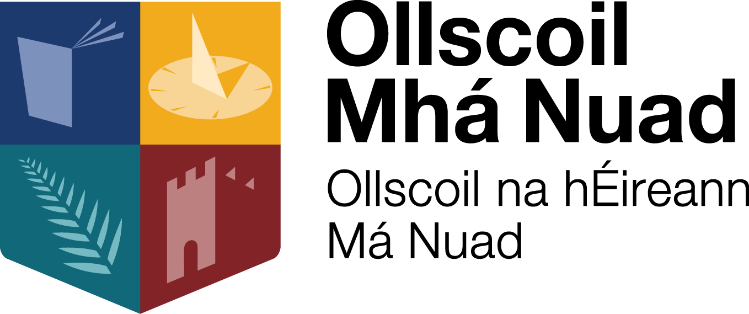 Ollscoil
Mhá Nuad
Ollscoil na hÉireann
Má Nuad